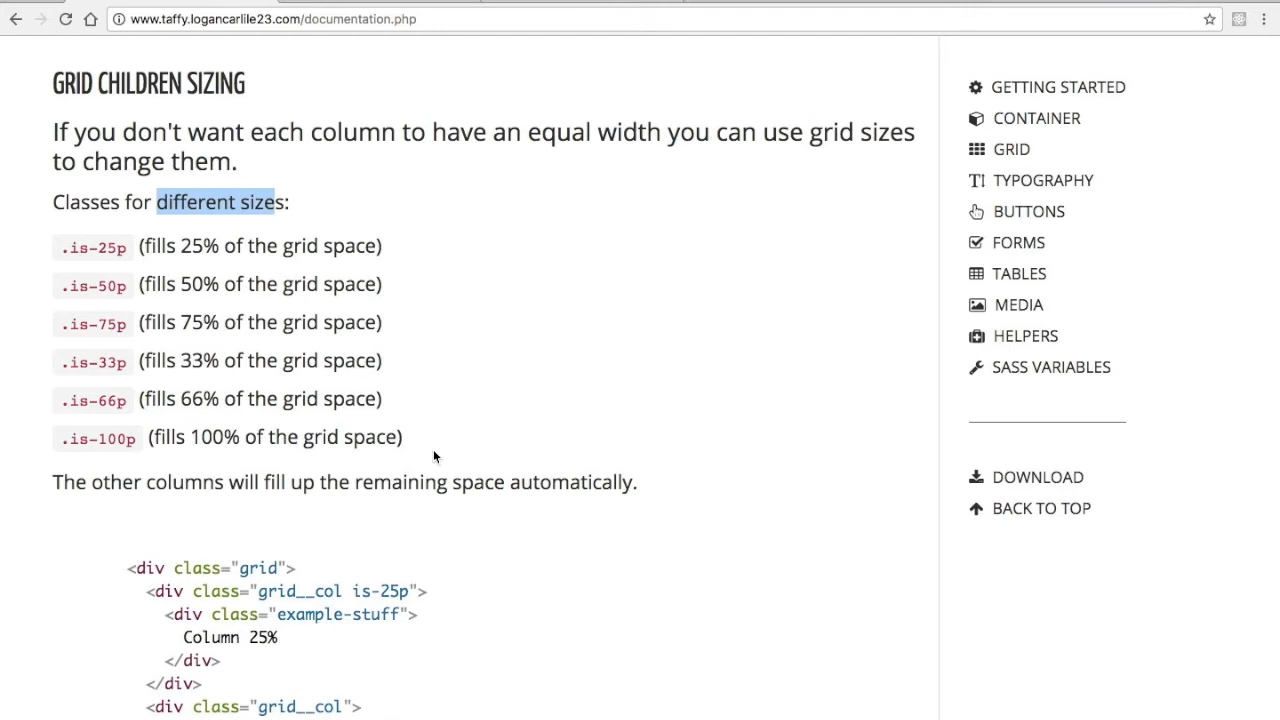 www.taffy.logancarlile23.com/documentation.php
GRID CHILDREN SIZING
If you don't want each column to have an equal width you can use grid sizes
to change them.
Classes for different sizes:
.is-25p (fills 25% of the grid space)
.is-50p (fills 50% of the grid space)
.is-75p (fills 75% of the grid space)
.is-33p (fills 33% of the grid space)
.is-66p (fills 66% of the grid space)
.is-100p (fills 100% of the grid space)
The other columns will fill up the remaining space automatically.
<div class="grid">
<div class="grid__col is-25p">
<div class="example-stuff">
Column 25%
</div>
</div>
<div class="grid__col">
GETTING STARTED
CONTAINER
GRID
TYPOGRAPHY
BUTTONS
FORMS
TABLES
MEDIA
HELPERS
SASS VARIABLES
DOWNLOAD
BACK TO TOP